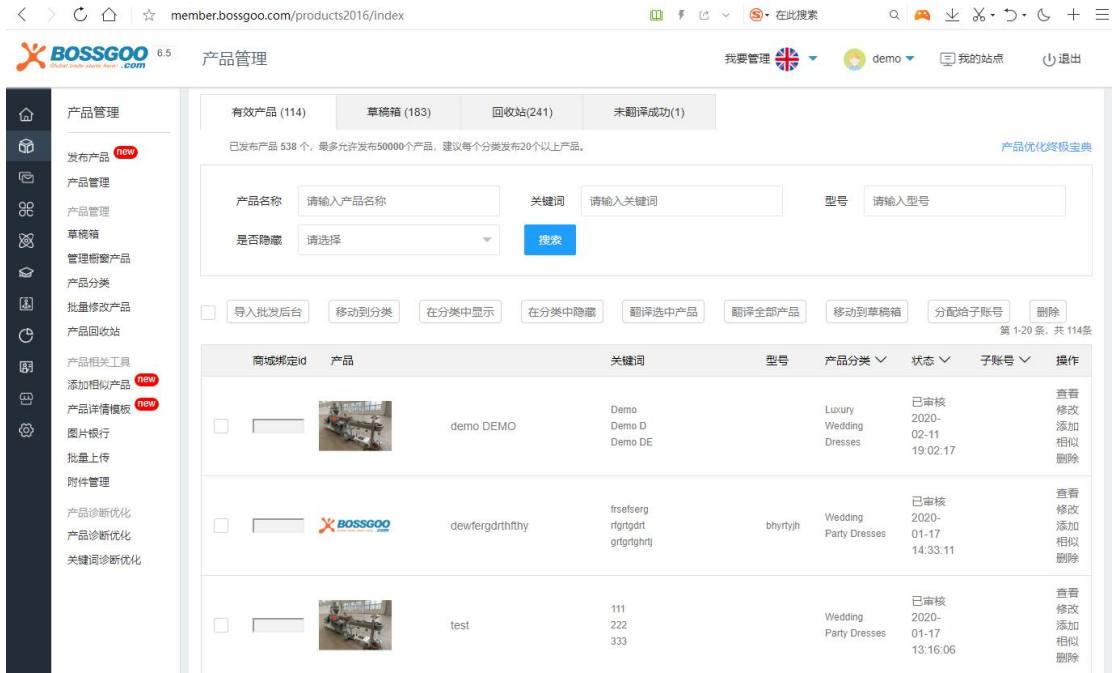 member.bossgoo.com/products2016/index
在此搜索
BOSSGOO 6.5
Global trade starts here! .com
产品管理
我要管理
demo
我的站点
退出
产品管理
发布产品 new
产品管理
产品管理
草稿箱
管理橱窗产品
产品分类
批量修改产品
产品回收站
产品相关工具
添加相似产品 new
产品详情模板 new
图片银行
批量上传
附件管理
产品诊断优化
产品诊断优化
关键词诊断优化
有效产品 (114) 草稿箱 (183) 回收站(241) 未翻译成功(1)
已发布产品 538 个，最多允许发布50000个产品，建议每个分类发布20个以上产品。 产品优化终极宝典
产品名称 请输入产品名称 关键词 请输入关键词 型号 请输入型号
是否隐藏 请选择 搜索
导入批发后台 移动到分类 在分类中显示 在分类中隐藏 翻译选中产品 翻译全部产品 移动到草稿箱 分配给子账号 删除
第 1-20 条，共 114条
商城绑定id 产品 关键词 型号 产品分类 状态 子账号 操作
demo DEMO
Demo
Demo D
Demo DE
Luxury
Wedding
Dresses
已审核
2020-
02-11
19:02:17
查看
修改
添加
相似
删除
BOSSGOO
.com
dewfergdrthfthy
frsefserg
rfgrtgdrt
grtgrtghrtj
bhyrtyjh
Wedding
Party Dresses
已审核
2020-
01-17
14:33:11
查看
修改
添加
相似
删除
test
111
222
333
Wedding
Party Dresses
已审核
2020-
01-17
13:16:06
查看
修改
添加
相似
删除